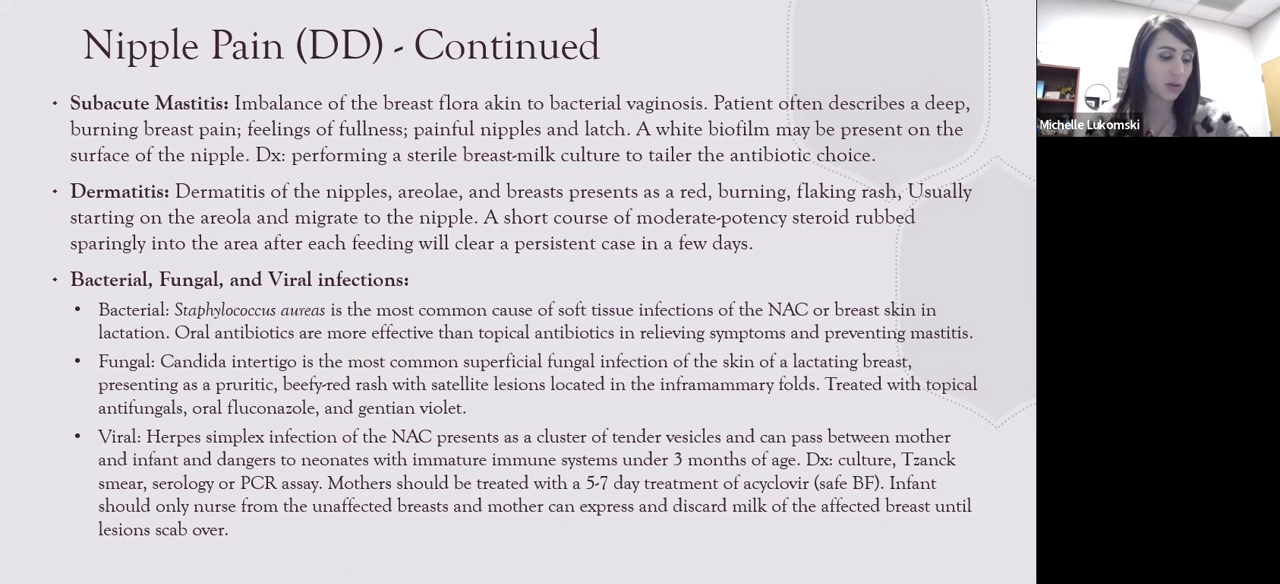 Nipple Pain (DD) - Continued
Michelle Lukomski
Subacute Mastitis: Imbalance of the breast flora akin to bacterial vaginosis. Patient often describes a deep,
burning breast pain; feelings of fullness; painful nipples and latch. A white biofilm may be present on the
surface of the nipple. Dx: performing a sterile breast-milk culture to tailer the antibiotic choice.
Dermatitis: Dermatitis of the nipples, areolae, and breasts presents as a red, burning, flaking rash, Usually
starting on the areola and migrate to the nipple. A short course of moderate-potency steroid rubbed
sparingly into the area after each feeding will clear a persistent case in a few days.
Bacterial, Fungal, and Viral infections:
Bacterial: Staphylococcus aureas is the most common cause of soft tissue infections of the NAC or breast skin in
lactation. Oral antibiotics are more effective than topical antibiotics in relieving symptoms and preventing mastitis.
Fungal: Candida intertigo is the most common superficial fungal infection of the skin of a lactating breast,
presenting as a pruritic, beefy-red rash with satellite lesions located in the inframammary folds. Treated with topical
antifungals, oral fluconazole, and gentian violet.
Viral: Herpes simplex infection of the NAC presents as a cluster of tender vesicles and can pass between mother
and infant and dangers to neonates with immature immune systems under 3 months of age. Dx: culture, Tzanck
smear, serology or PCR assay. Mothers should be treated with a 5-7 day treatment of acyclovir (safe BF). Infant
should only nurse from the unaffected breasts and mother can express and discard milk of the affected breast until
lesions scab over.